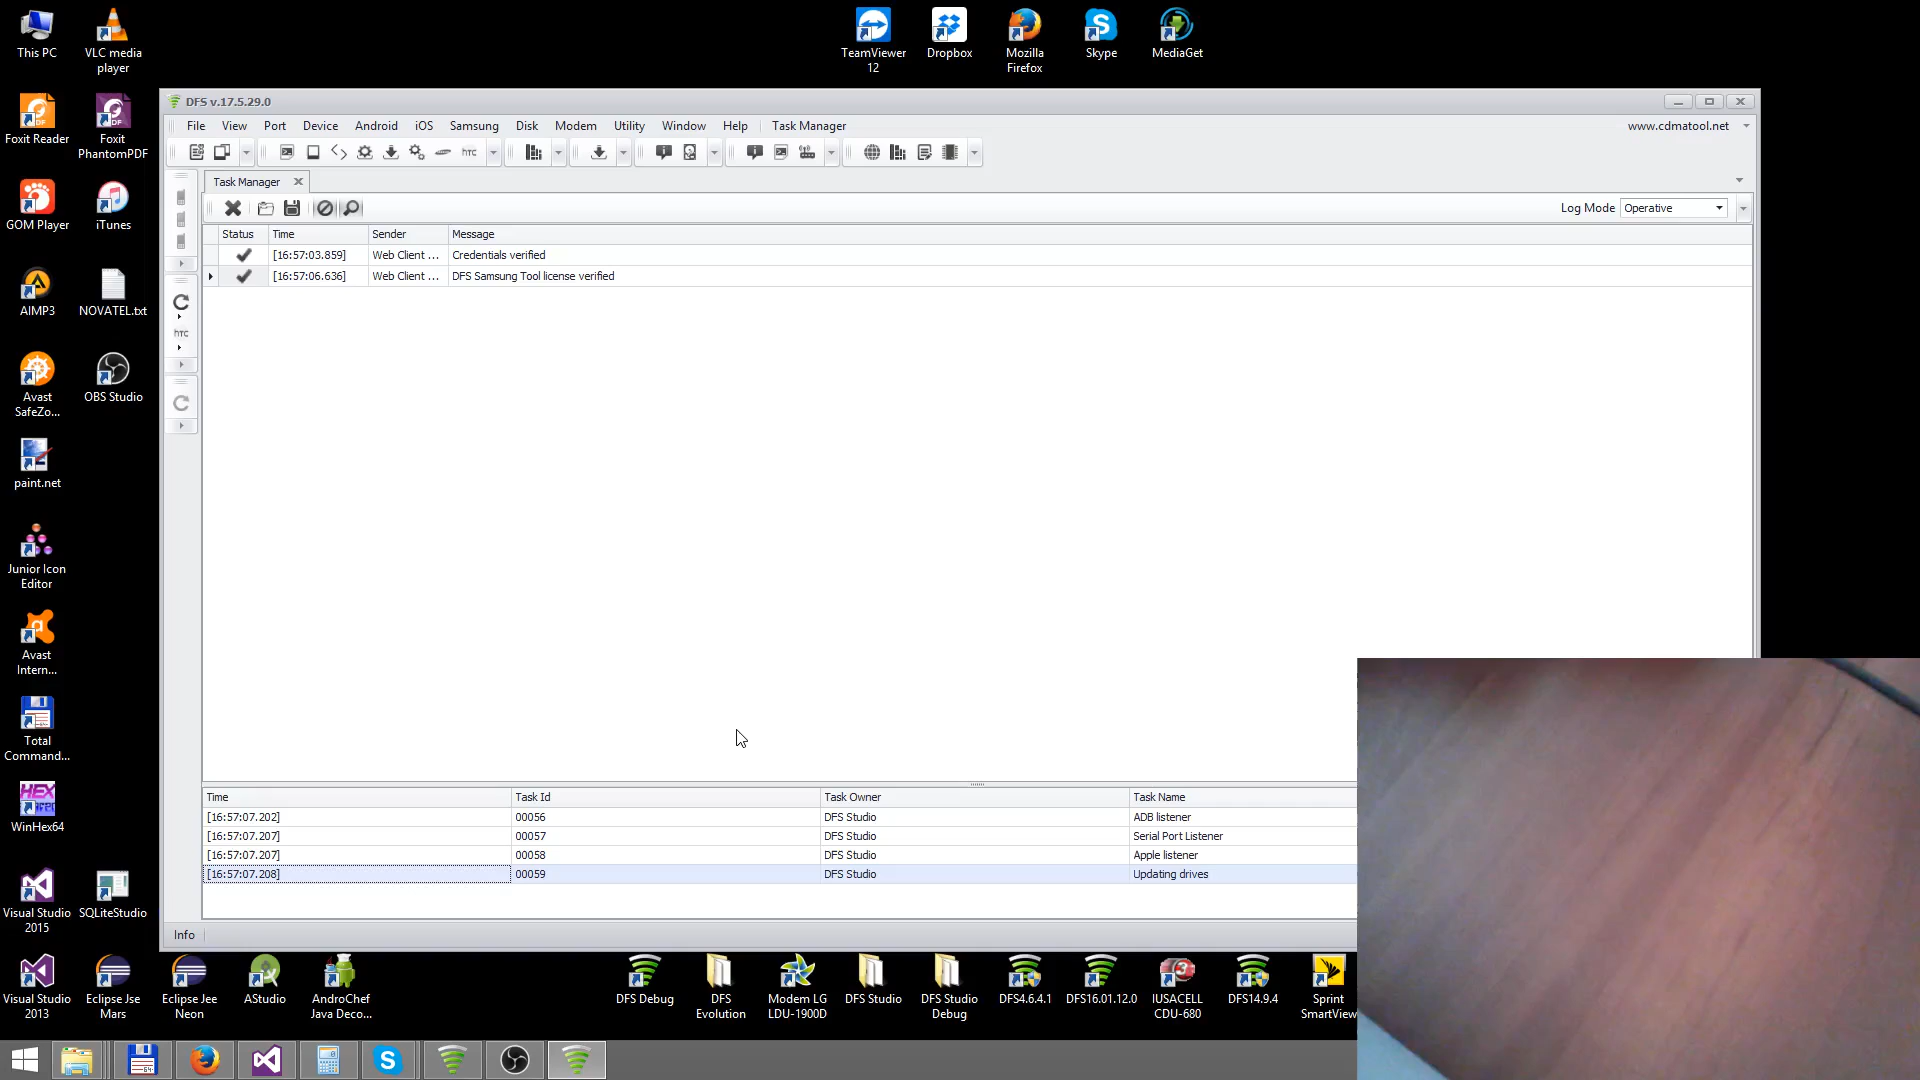 This PC
VLC media
player
TeamViewer
12
Dropbox
Mozilla
Firefox
Skype
MediaGet
Foxit Reader
Foxit
PhantomPDF
GOM Player
iTunes
AIMP3
NOVATEL.txt
Avast
SafeZo...
OBS Studio
paint.net
Junior Icon
Editor
Avast
Intern...
Total
Command...
WinHex64
Visual Studio
2015
SQLiteStudio
DFS v.17.5.29.0
File View Port Device Android iOS Samsung Disk Modem Utility Window Help Task Manager www.cdmatool.net
htc
Task Manager
Log Mode Operative
Status Time Sender Message
[16:57:03.859] Web Client ... Credentials verified
[16:57:06.636] Web Client ... DFS Samsung Tool license verified
htc
Time Task Id Task Owner Task Name
[16:57:07.202] 00056 DFS Studio ADB listener
[16:57:07.207] 00057 DFS Studio Serial Port Listener
[16:57:07.207] 00058 DFS Studio Apple listener
[16:57:07.208] 00059 DFS Studio Updating drives
Info
Visual Studio
2013
Eclipse Jse
Mars
Eclipse Jee
Neon
AStudio
AndroChef
Java Deco...
DFS Debug
DFS
Evolution
Modem LG
LDU-1900D
DFS Studio
DFS Studio
Debug
DFS4.6.4.1
DFS16.01.12.0
IUSACELL
CDU-680
DFS14.9.4
Sprint
SmartView